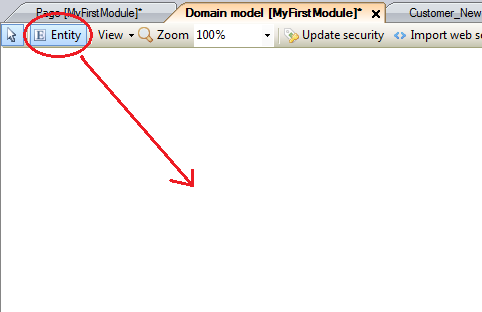 Page [MyFirstModule]* Domain model [MyFirstModule]* Customer_New
E Entity View Zoom 100% Update security Import web s